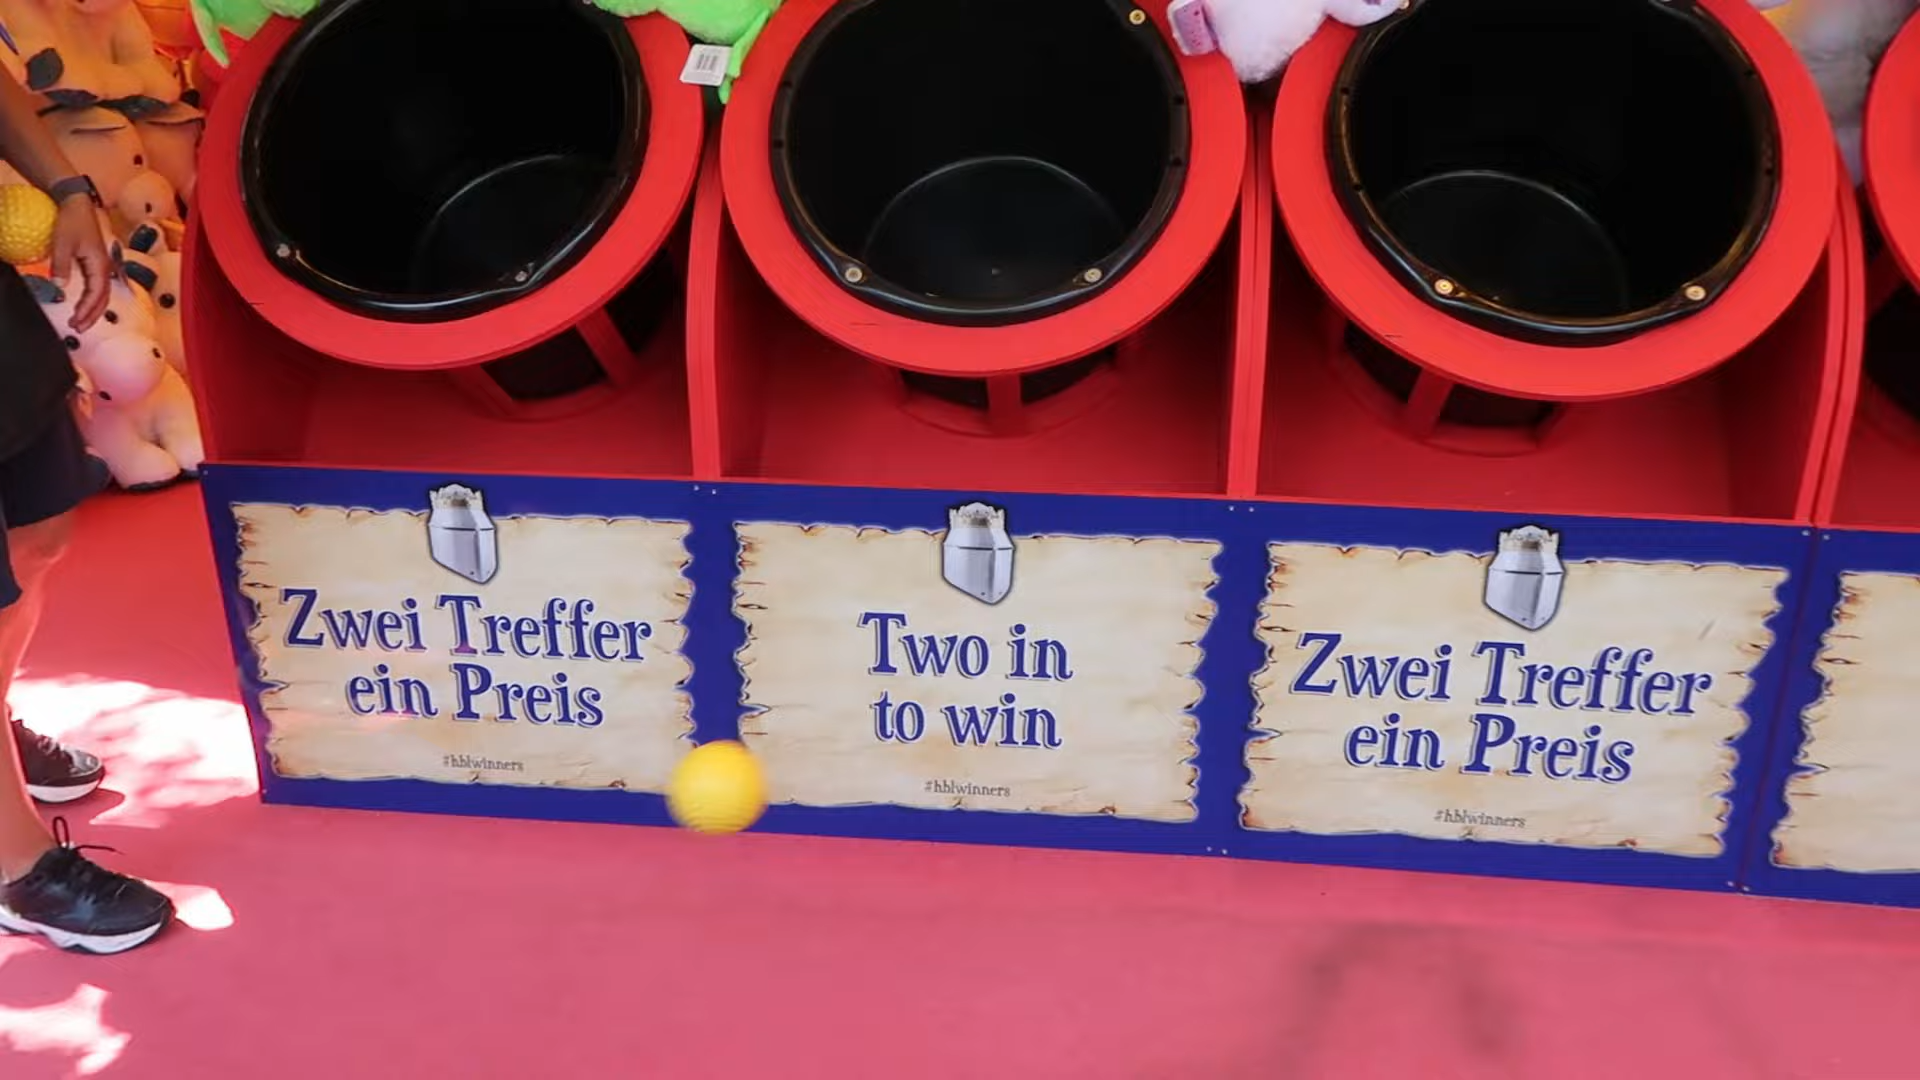 Zwei Treffer
ein Preis
#hblwinners
Two in
to win
#hblwinners
Zwei Treffer
ein Preis
#hblwinners